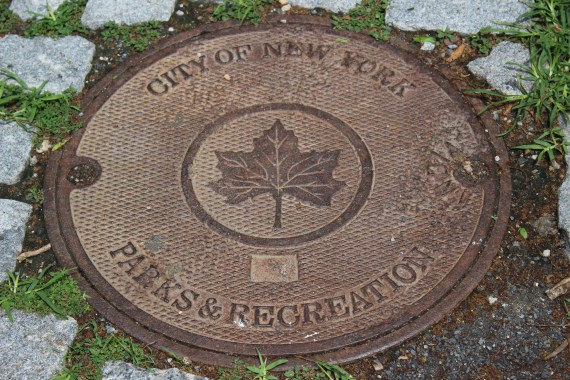 CITY OF NEW YORK
PARKS & RECREATION